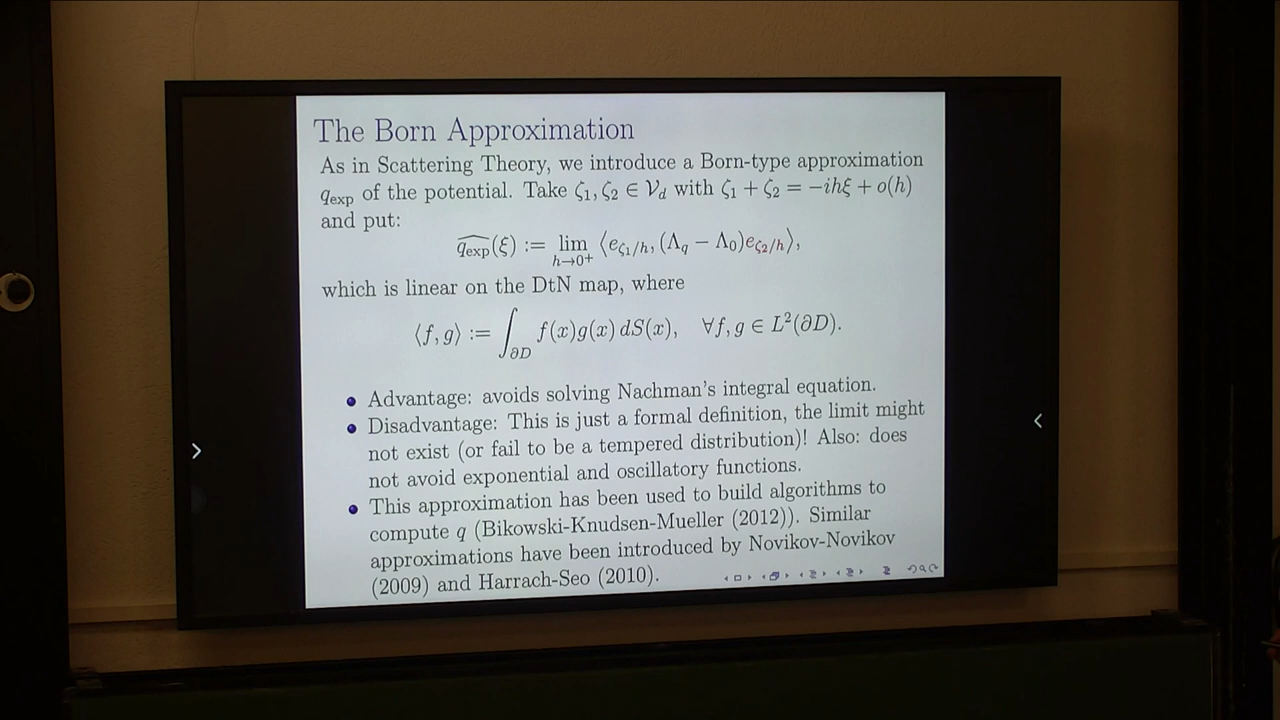 The Born Approximation
As in Scattering Theory, we introduce a Born-type approximation
q_exp of the potential. Take ζ₁, ζ₂ ∈ 𝒱_d with ζ₁ + ζ₂ = −ihξ + o(h)
and put:
\widehat{q_exp}(ξ) := lim_{h→0⁺} ⟨e_{ζ₁/h}, (Λ_q − Λ₀)e_{ζ₂/h}⟩,
which is linear on the DtN map, where
⟨f, g⟩ := ∫_{∂D} f(x)g(x) dS(x), ∀f, g ∈ L²(∂D).
• Advantage: avoids solving Nachman's integral equation.
• Disadvantage: This is just a formal definition, the limit might
not exist (or fail to be a tempered distribution)! Also: does
not avoid exponential and oscillatory functions.
• This approximation has been used to build algorithms to
compute q (Bikowski-Knudsen-Mueller (2012)). Similar
approximations have been introduced by Novikov-Novikov
(2009) and Harrach-Seo (2010).